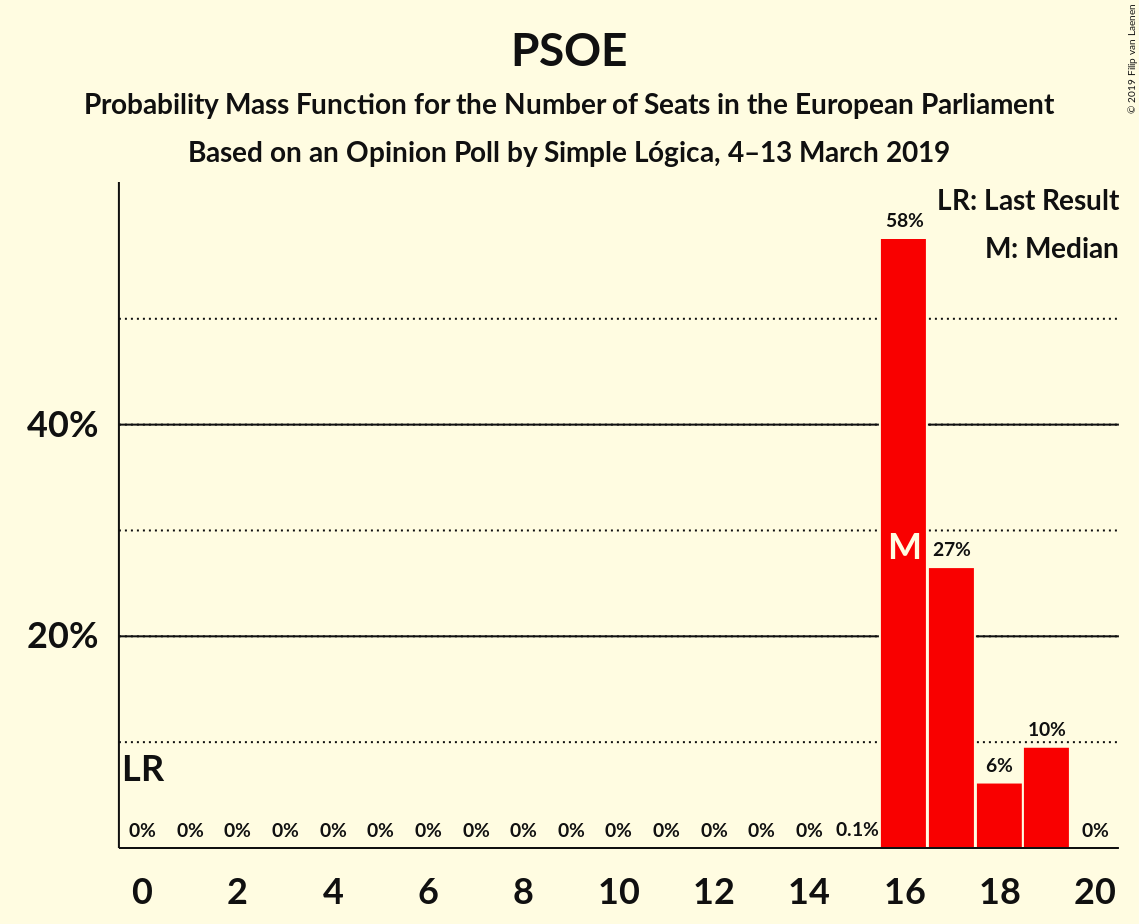 PSOE
Probability Mass Function for the Number of Seats in the European Parliament
Based on an Opinion Poll by Simple Lógica, 4–13 March 2019
© 2019 Filip van Laenen
LR: Last Result
M: Median
58%
40%
M
27%
20%
10%
6%
LR
0% 0% 0% 0% 0% 0% 0% 0% 0% 0% 0% 0% 0% 0% 0% 0.1% 0%
0 2 4 6 8 10 12 14 16 18 20